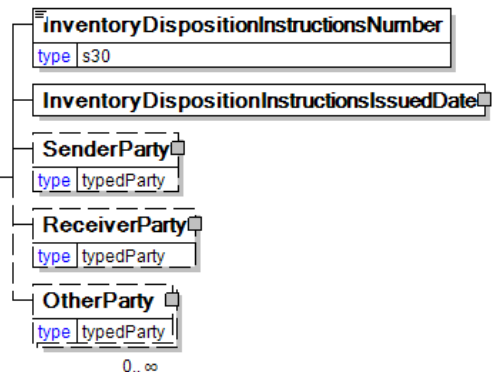 InventoryDispositionInstructionsNumber
type s30
InventoryDispositionInstructionsIssuedDate
SenderParty
type typedParty
ReceiverParty
type typedParty
OtherParty
type typedParty
0..∞